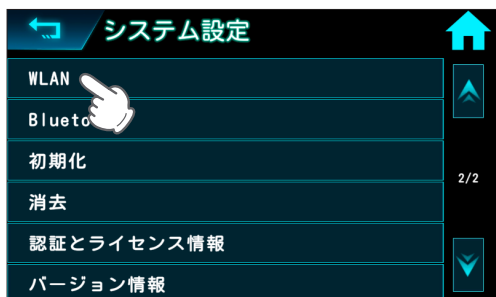 システム設定
WLAN
Blueto
初期化
2/2
消去
認証とライセンス情報
バージョン情報